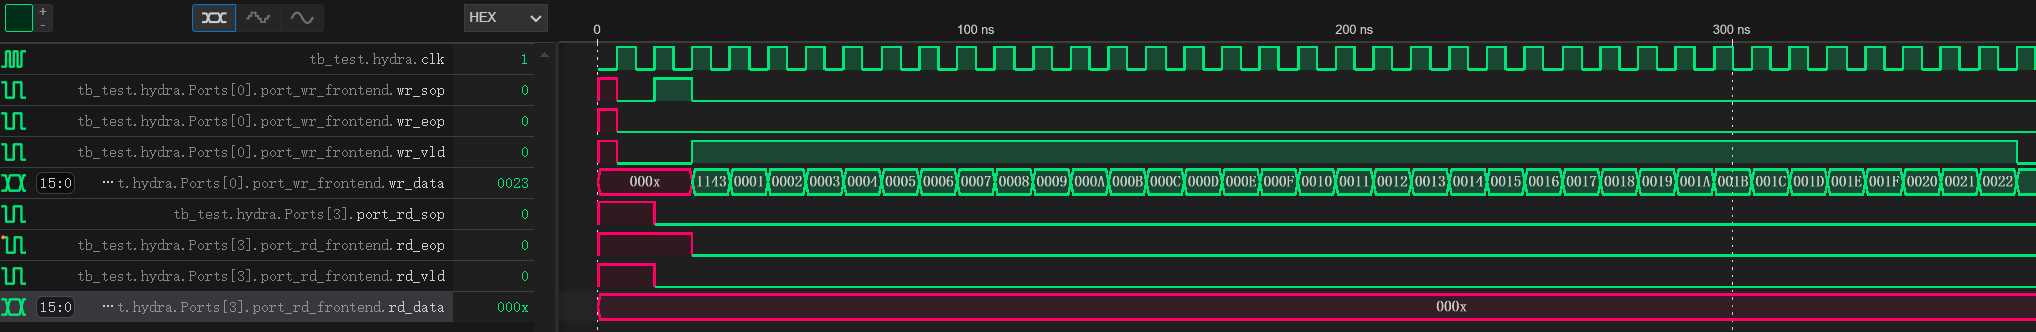 +
-
HEX
0 100 ns 200 ns 300 ns
tb_test.hydra.clk 1
tb_test.hydra.Ports[0].port_wr_frontend.wr_sop 0
tb_test.hydra.Ports[0].port_wr_frontend.wr_eop 0
tb_test.hydra.Ports[0].port_wr_frontend.wr_vld 0
15:0 ···t.hydra.Ports[0].port_wr_frontend.wr_data 0023 000x 1143 0001 0002 0003 0004 0005 0006 0007 0008 0009 000A 000B 000C 000D 000E 000F 0010 0011 0012 0013 0014 0015 0016 0017 0018 0019 001A 001B 001C 001D 001E 001F 0020 0021 0022
tb_test.hydra.Ports[3].port_rd_sop 0
tb_test.hydra.Ports[3].port_rd_frontend.rd_eop 0
tb_test.hydra.Ports[3].port_rd_frontend.rd_vld 0
15:0 ···t.hydra.Ports[3].port_rd_frontend.rd_data 000x 000x